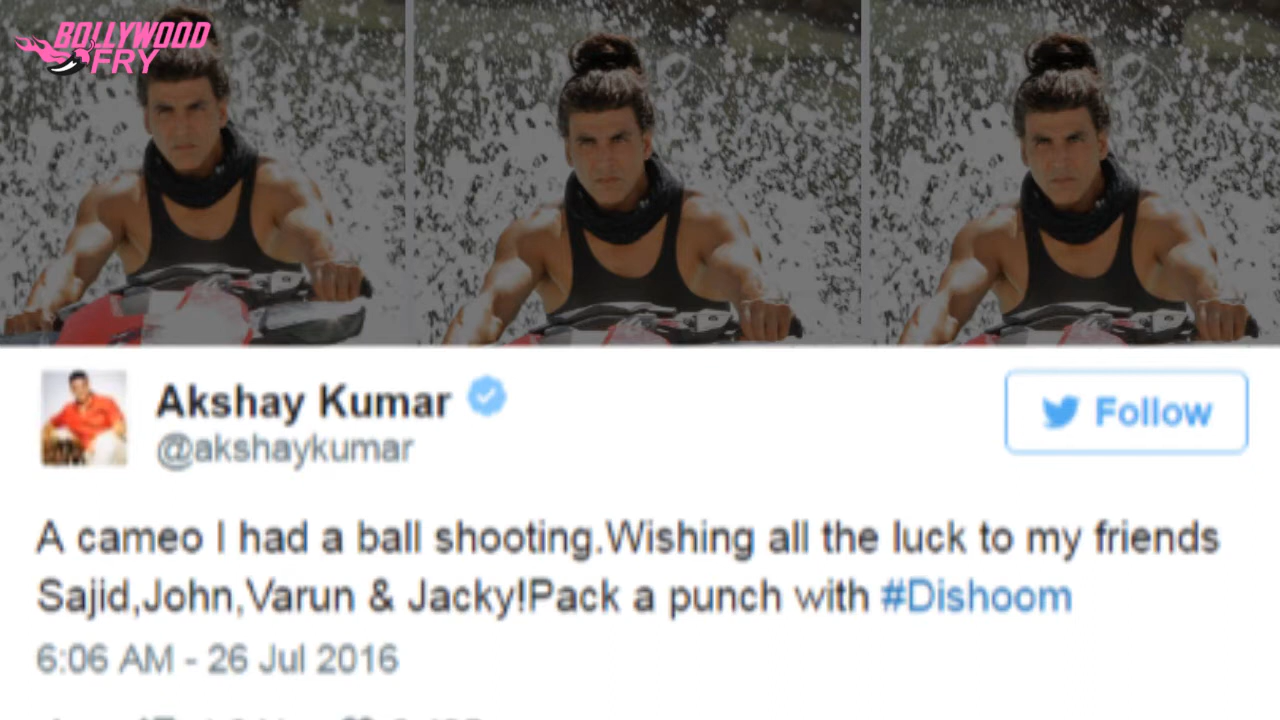 BOLLYWOOD
FRY
Akshay Kumar
@akshaykumar
Follow
A cameo I had a ball shooting.Wishing all the luck to my friends
Sajid,John,Varun & Jacky!Pack a punch with #Dishoom
6:06 AM - 26 Jul 2016